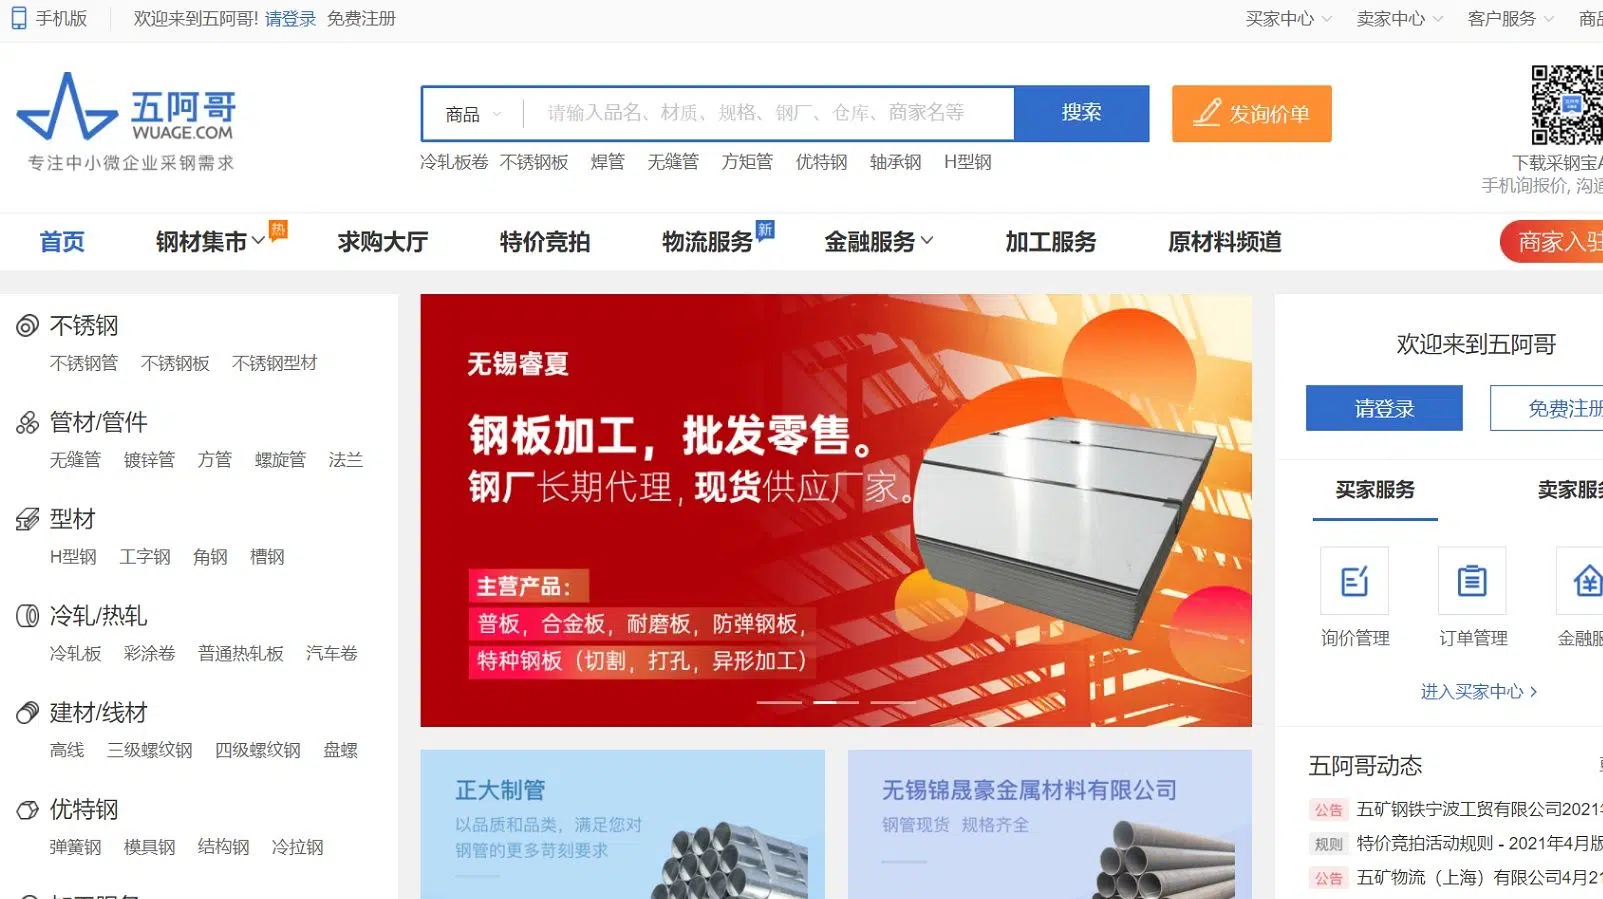 手机版 欢迎来到五阿哥! 请登录 免费注册 买家中心 卖家中心 客户服务
五阿哥
WUAGE.COM
专注中小微企业采钢需求
商品 请输入品名、材质、规格、钢厂、仓库、商家名等 搜索 发询价单
冷轧板卷 不锈钢板 焊管 无缝管 方矩管 优特钢 轴承钢 H型钢
下载采钢宝A
手机询报价, 沟通
首页 钢材集市 热 求购大厅 特价竞拍 物流服务 新 金融服务 加工服务 原材料频道 商家入驻
不锈钢
不锈钢管 不锈钢板 不锈钢型材
管材/管件
无缝管 镀锌管 方管 螺旋管 法兰
型材
H型钢 工字钢 角钢 槽钢
冷轧/热轧
冷轧板 彩涂卷 普通热轧板 汽车卷
建材/线材
高线 三级螺纹钢 四级螺纹钢 盘螺
优特钢
弹簧钢 模具钢 结构钢 冷拉钢
无锡睿夏
钢板加工，批发零售。
钢厂长期代理,现货供应厂家。
主营产品：
普板，合金板，耐磨板，防弹钢板，
特种钢板（切割，打孔，异形加工）
正大制管
以品质和品类，满足您对
钢管的更多苛刻要求
无锡锦晟豪金属材料有限公司
钢管现货 规格齐全
欢迎来到五阿哥
请登录 免费注册
买家服务 卖家服务
询价管理 订单管理 金融服
进入买家中心
五阿哥动态
公告 五矿钢铁宁波工贸有限公司2021
规则 特价竞拍活动规则 - 2021年4月版
公告 五矿物流（上海）有限公司4月21